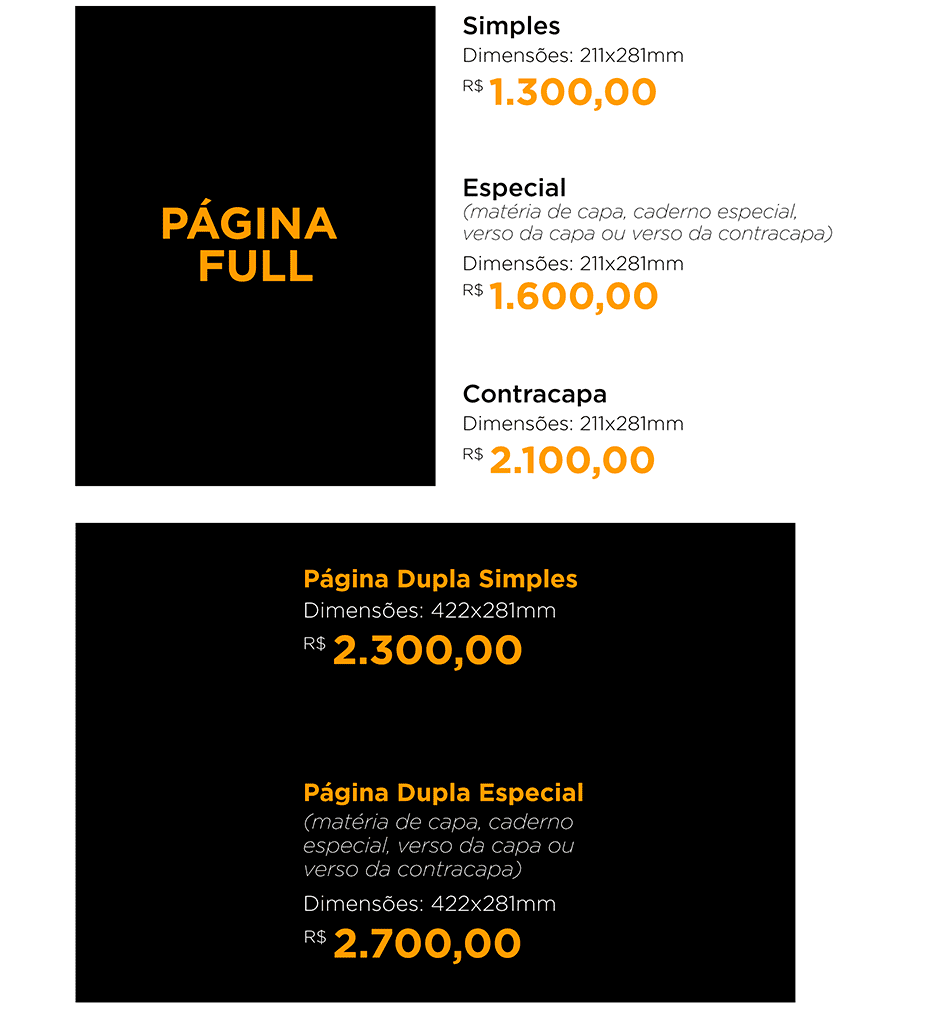 PÁGINA
FULL
Simples
Dimensões: 211x281mm
R$ 1.300,00
Especial
(matéria de capa, caderno especial,
verso da capa ou verso da contracapa)
Dimensões: 211x281mm
R$ 1.600,00
Contracapa
Dimensões: 211x281mm
R$ 2.100,00
Página Dupla Simples
Dimensões: 422x281mm
R$ 2.300,00
Página Dupla Especial
(matéria de capa, caderno
especial, verso da capa ou
verso da contracapa)
Dimensões: 422x281mm
R$ 2.700,00